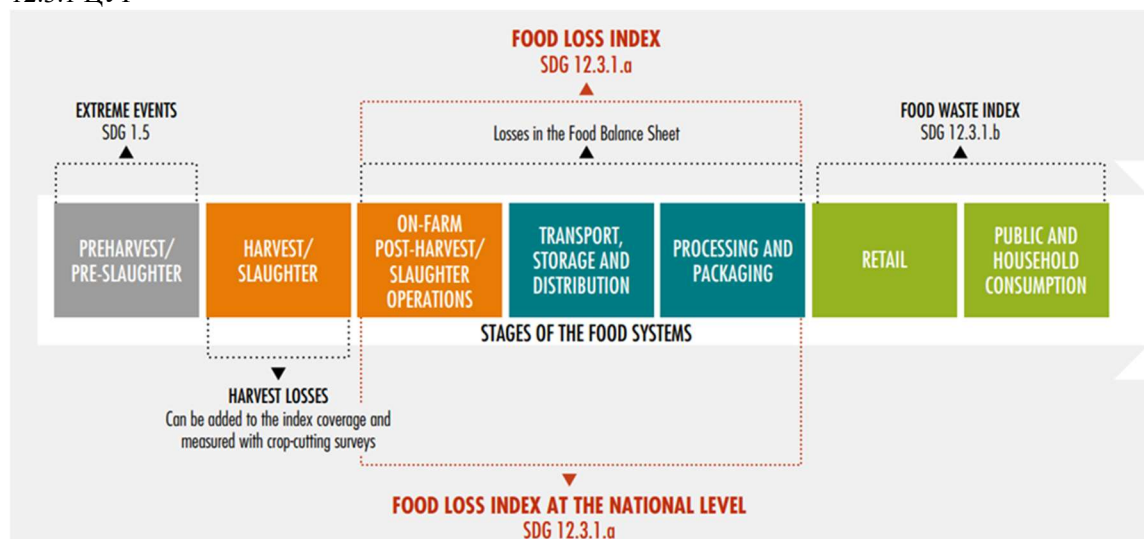 12.3.1 ЦУР
FOOD LOSS INDEX
SDG 12.3.1.a
EXTREME EVENTS
SDG 1.5
Losses in the Food Balance Sheet
FOOD WASTE INDEX
SDG 12.3.1.b
PREHARVEST/
PRE-SLAUGHTER
HARVEST/
SLAUGHTER
ON-FARM
POST-HARVEST/
SLAUGHTER
OPERATIONS
TRANSPORT,
STORAGE AND
DISTRIBUTION
PROCESSING AND
PACKAGING
RETAIL
PUBLIC AND
HOUSEHOLD
CONSUMPTION
STAGES OF THE FOOD SYSTEMS
HARVEST LOSSES
Can be added to the index coverage and
measured with crop-cutting surveys
FOOD LOSS INDEX AT THE NATIONAL LEVEL
SDG 12.3.1.a